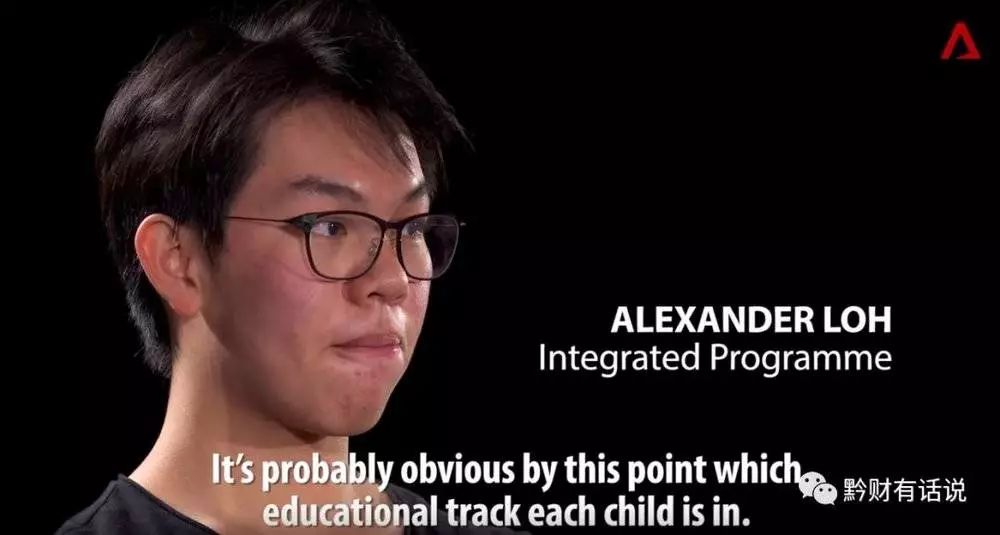 ALEXANDER LOH
Integrated Programme
It's probably obvious by this point which
educational track each child is in.
黔财有话说